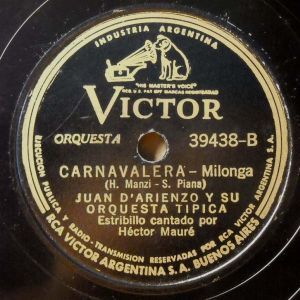 INDUSTRIA ARGENTINA
"HIS MASTER'S VOICE"
VICTOR
ORQUESTA 39438-B
CARNAVALERA - Milonga
(H. Manzi - S. Piana)
JUAN D'ARIENZO Y SU
ORQUESTA TIPICA
Estribillo cantado por
Héctor Mauré
EJECUCION PUBLICA Y RADIO-TRANSMISION RESERVADAS POR RCA VICTOR ARGENTINA S.A.
RCA VICTOR ARGENTINA S.A. BUENOS AIRES